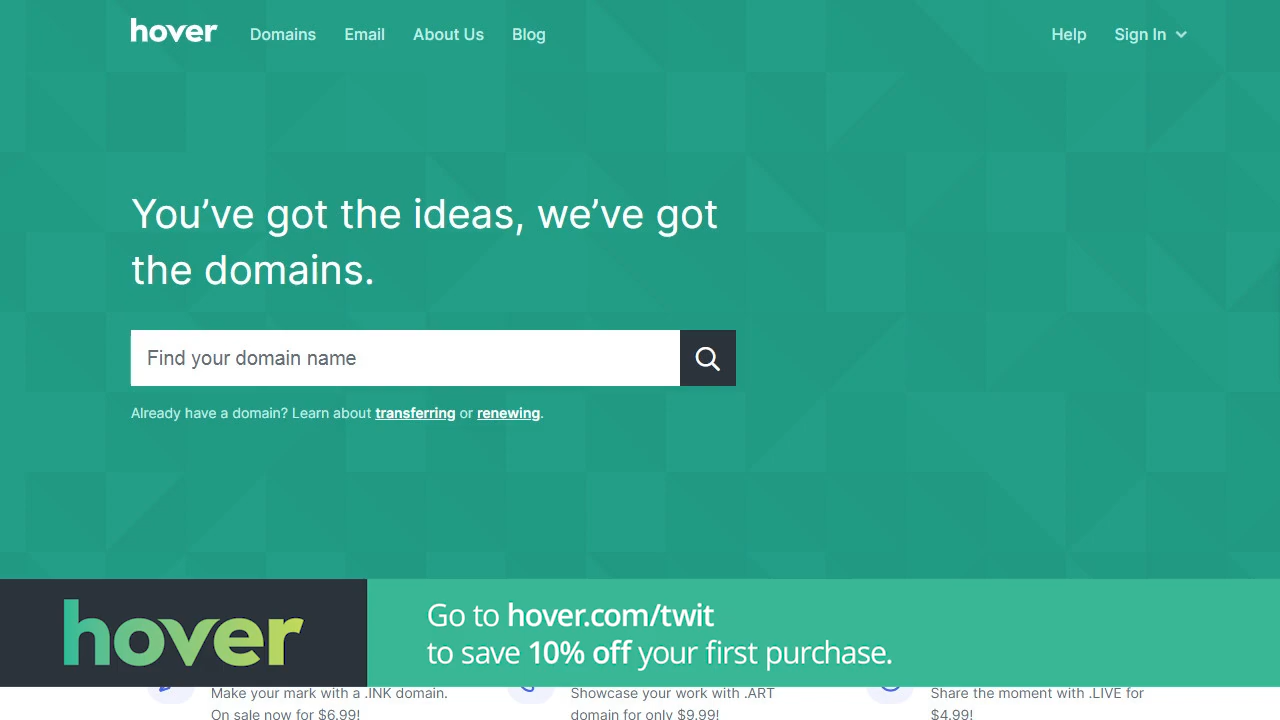 hover Domains Email About Us Blog Help Sign In
You’ve got the ideas, we’ve got
the domains.
Find your domain name
Already have a domain? Learn about transferring or renewing.
hover
Go to hover.com/twit
to save 10% off your first purchase.
Make your mark with a .INK domain.
On sale now for $6.99!
Showcase your work with .ART
domain for only $9.99!
Share the moment with .LIVE for
$4.99!